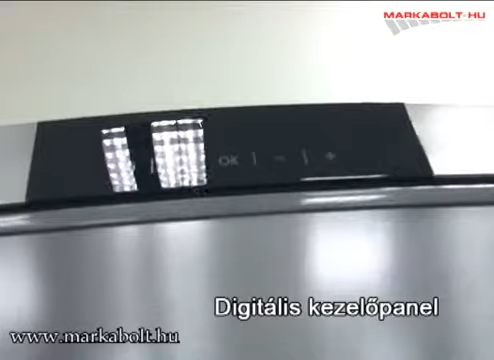 MARKABOLT-HU
OK | − | +
Digitális kezelőpanel
www.markabolt.hu